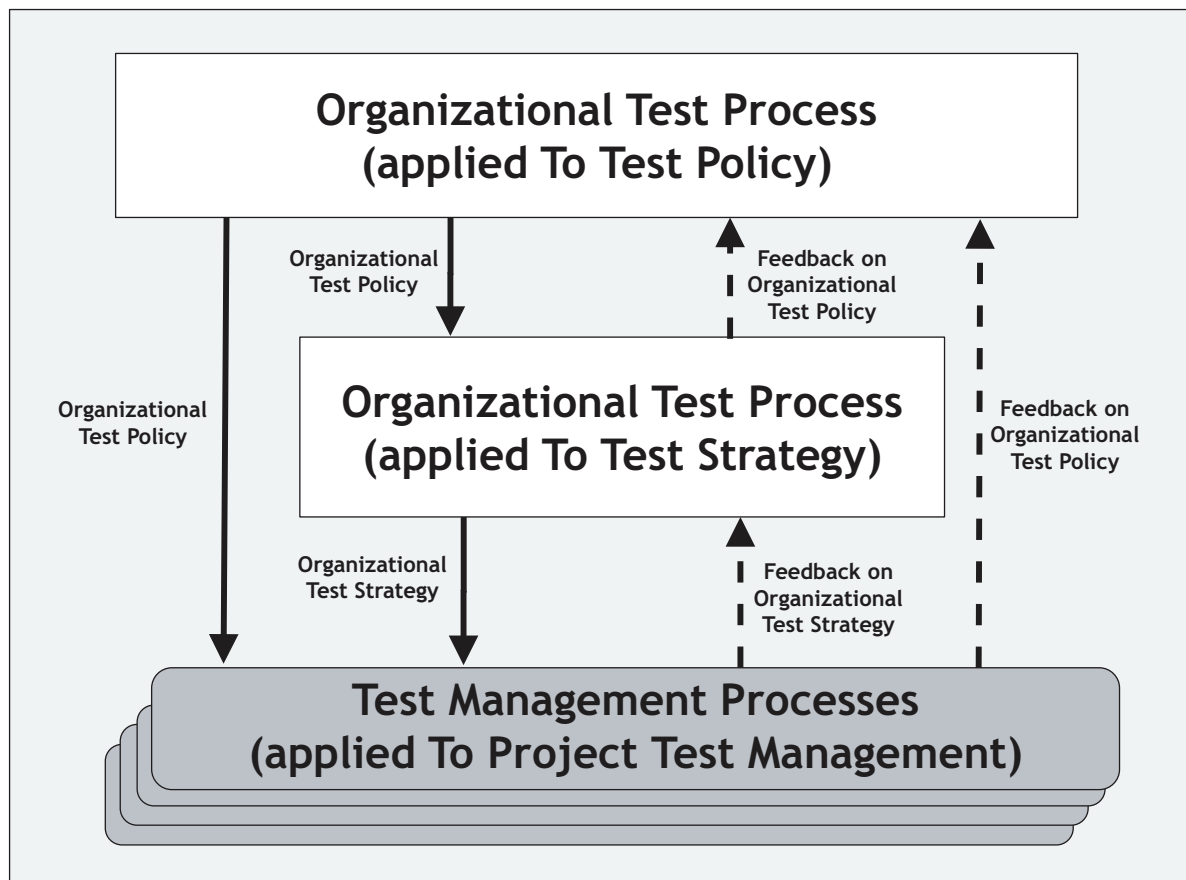 Organizational Test Process
(applied To Test Policy)
Organizational
Test Policy
Feedback on
Organizational
Test Policy
Organizational
Test Policy
Organizational Test Process
(applied To Test Strategy)
Feedback on
Organizational
Test Policy
Organizational
Test Strategy
Feedback on
Organizational
Test Strategy
Test Management Processes
(applied To Project Test Management)